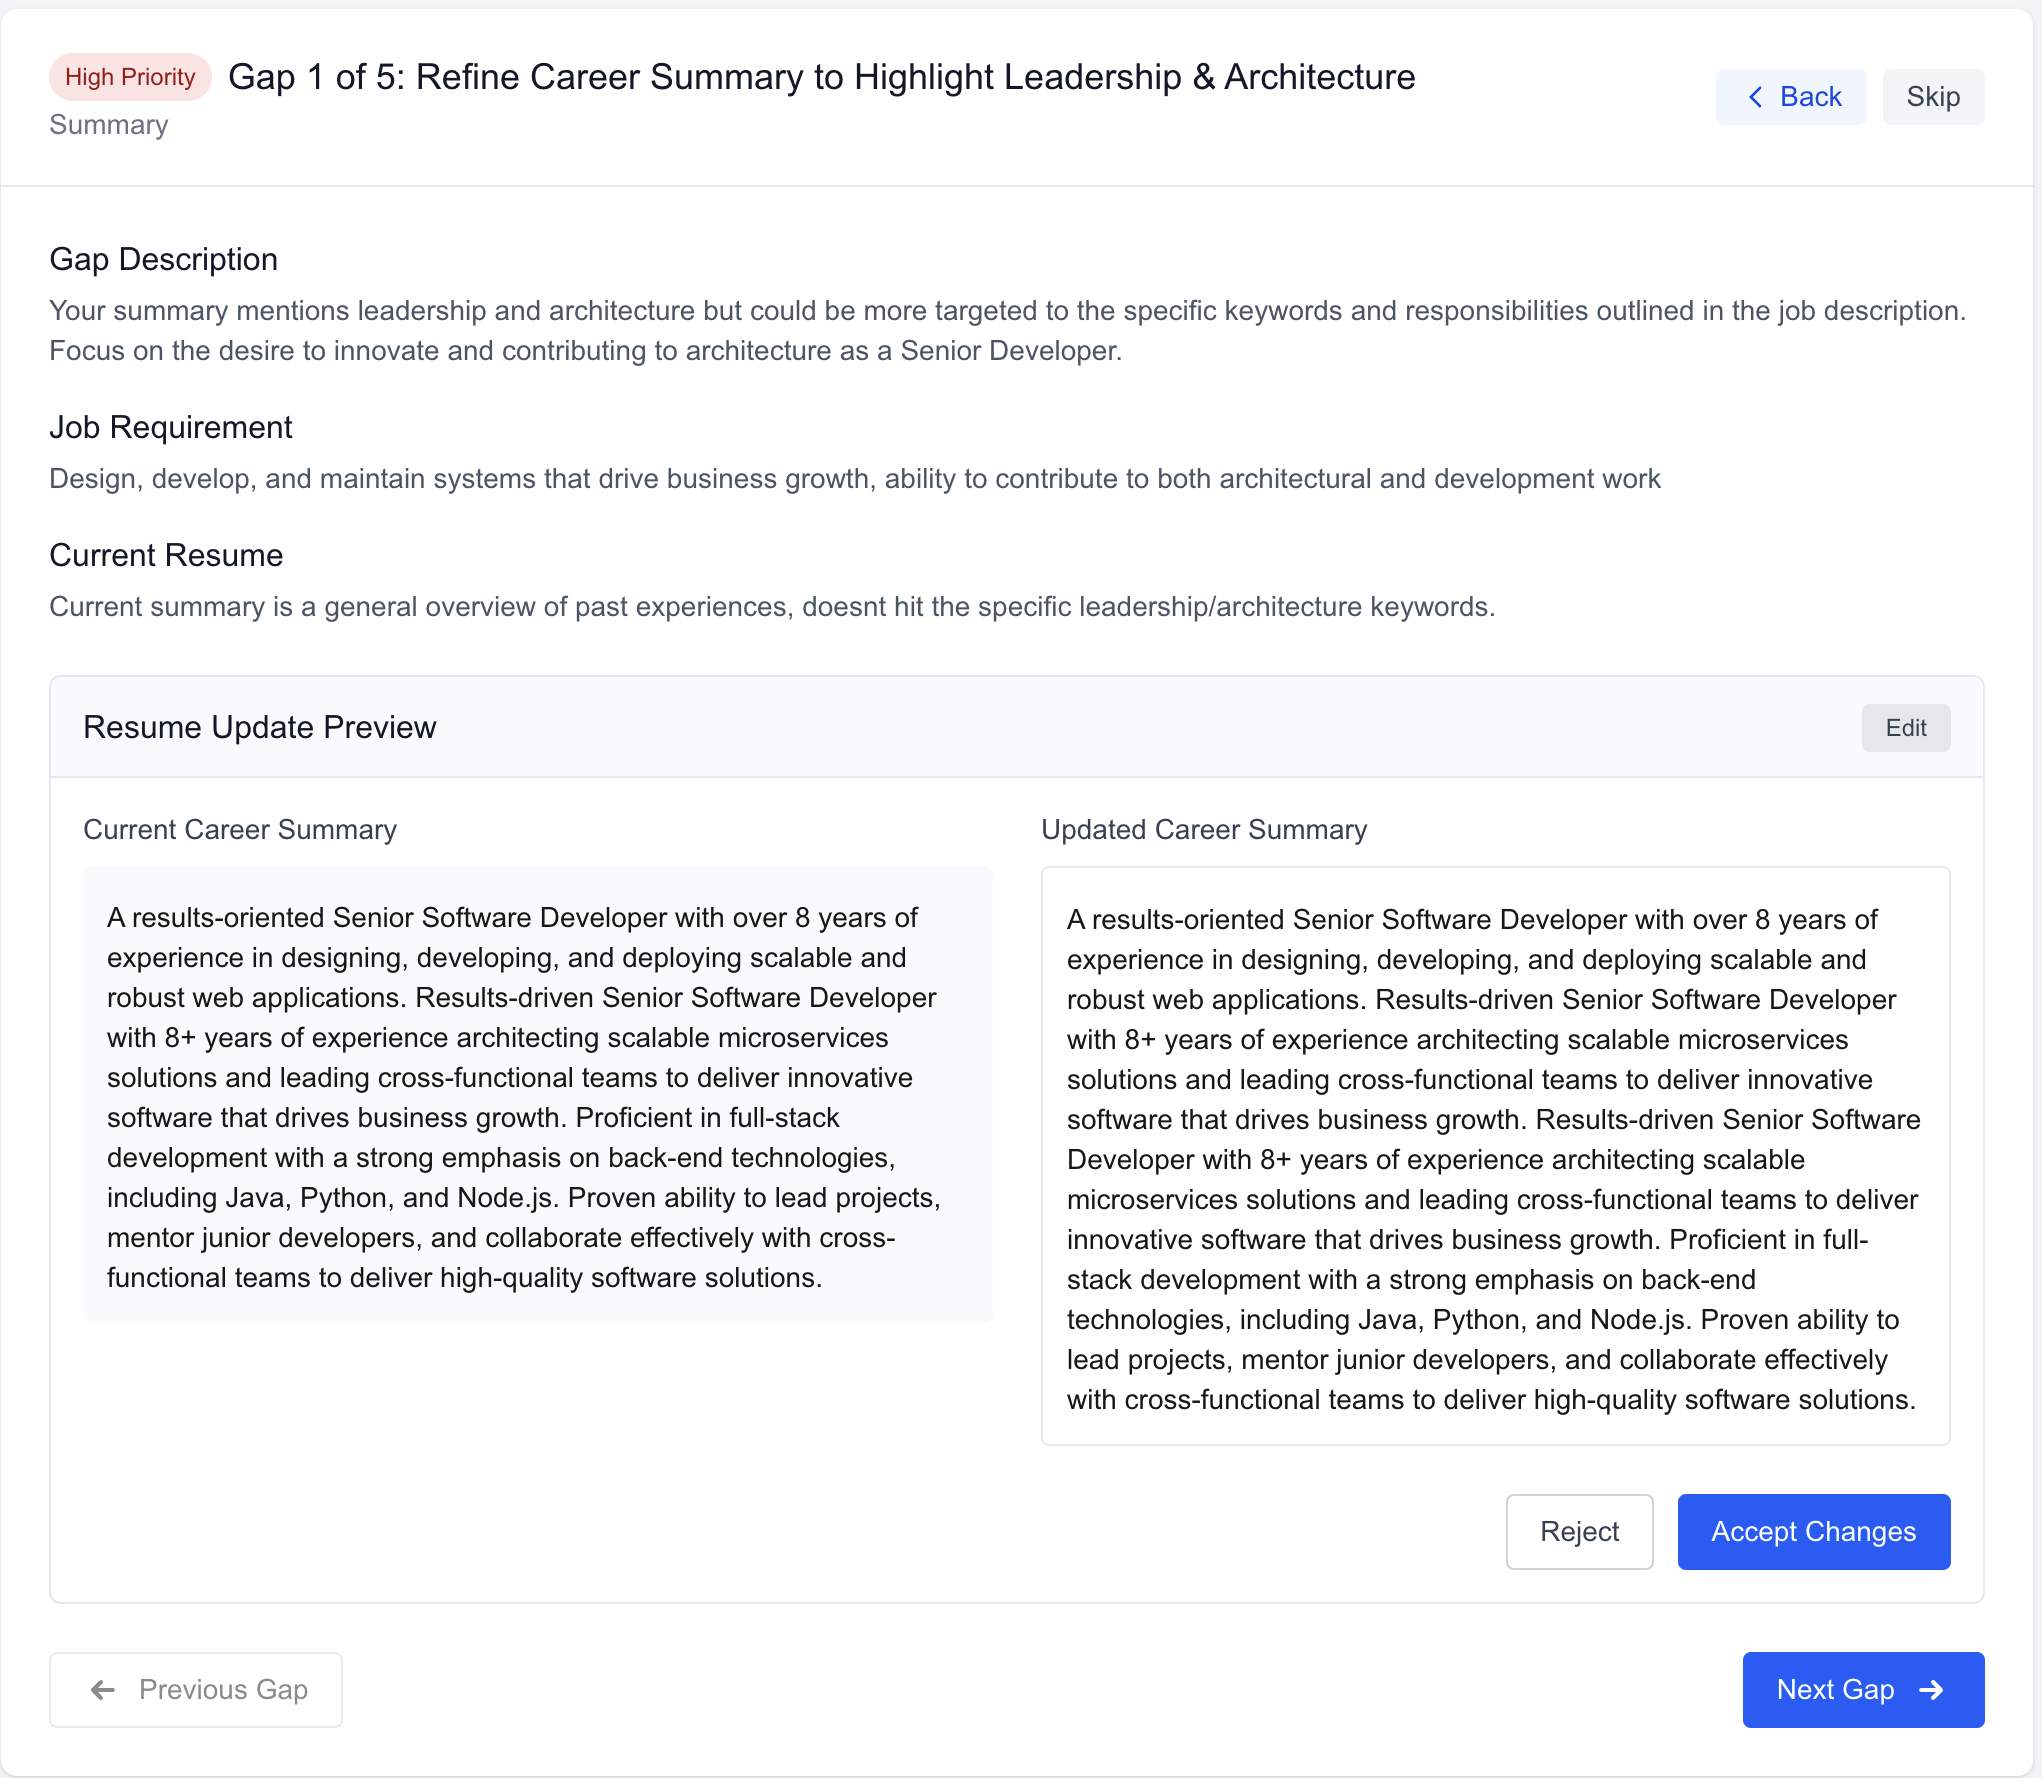 High Priority
Gap 1 of 5: Refine Career Summary to Highlight Leadership & Architecture
Summary
Back
Skip
Gap Description
Your summary mentions leadership and architecture but could be more targeted to the specific keywords and responsibilities outlined in the job description.
Focus on the desire to innovate and contributing to architecture as a Senior Developer.
Job Requirement
Design, develop, and maintain systems that drive business growth, ability to contribute to both architectural and development work
Current Resume
Current summary is a general overview of past experiences, doesnt hit the specific leadership/architecture keywords.
Resume Update Preview
Edit
Current Career Summary
A results-oriented Senior Software Developer with over 8 years of
experience in designing, developing, and deploying scalable and
robust web applications. Results-driven Senior Software Developer
with 8+ years of experience architecting scalable microservices
solutions and leading cross-functional teams to deliver innovative
software that drives business growth. Proficient in full-stack
development with a strong emphasis on back-end technologies,
including Java, Python, and Node.js. Proven ability to lead projects,
mentor junior developers, and collaborate effectively with cross-
functional teams to deliver high-quality software solutions.
Updated Career Summary
A results-oriented Senior Software Developer with over 8 years of
experience in designing, developing, and deploying scalable and
robust web applications. Results-driven Senior Software Developer
with 8+ years of experience architecting scalable microservices
solutions and leading cross-functional teams to deliver innovative
software that drives business growth. Results-driven Senior Software
Developer with 8+ years of experience architecting scalable
microservices solutions and leading cross-functional teams to deliver
innovative software that drives business growth. Proficient in full-
stack development with a strong emphasis on back-end
technologies, including Java, Python, and Node.js. Proven ability to
lead projects, mentor junior developers, and collaborate effectively
with cross-functional teams to deliver high-quality software solutions.
Reject
Accept Changes
Previous Gap
Next Gap